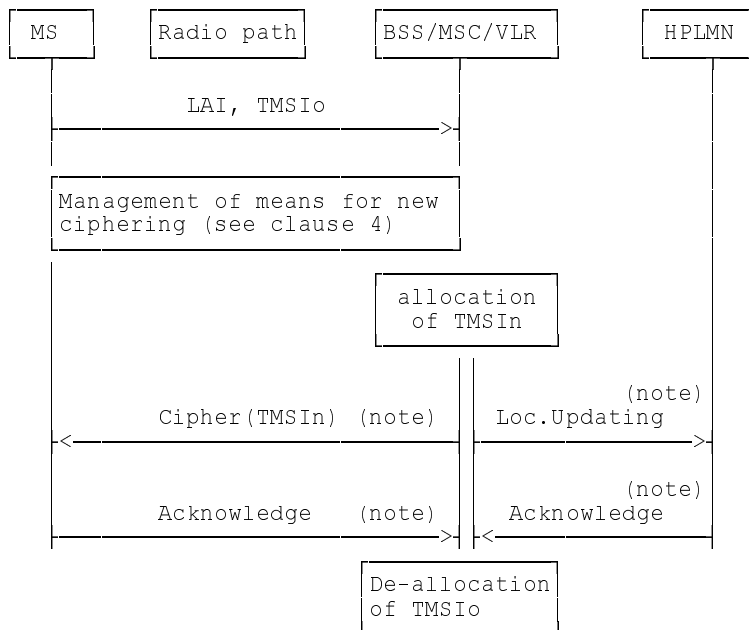 MS
Radio path
BSS/MSC/VLR
HPLMN
LAI, TMSIo
Management of means for new
ciphering (see clause 4)
allocation
of TMSIn
(note)
Cipher(TMSIn) (note)
Loc.Updating
(note)
Acknowledge (note)
Acknowledge
De-allocation
of TMSIo